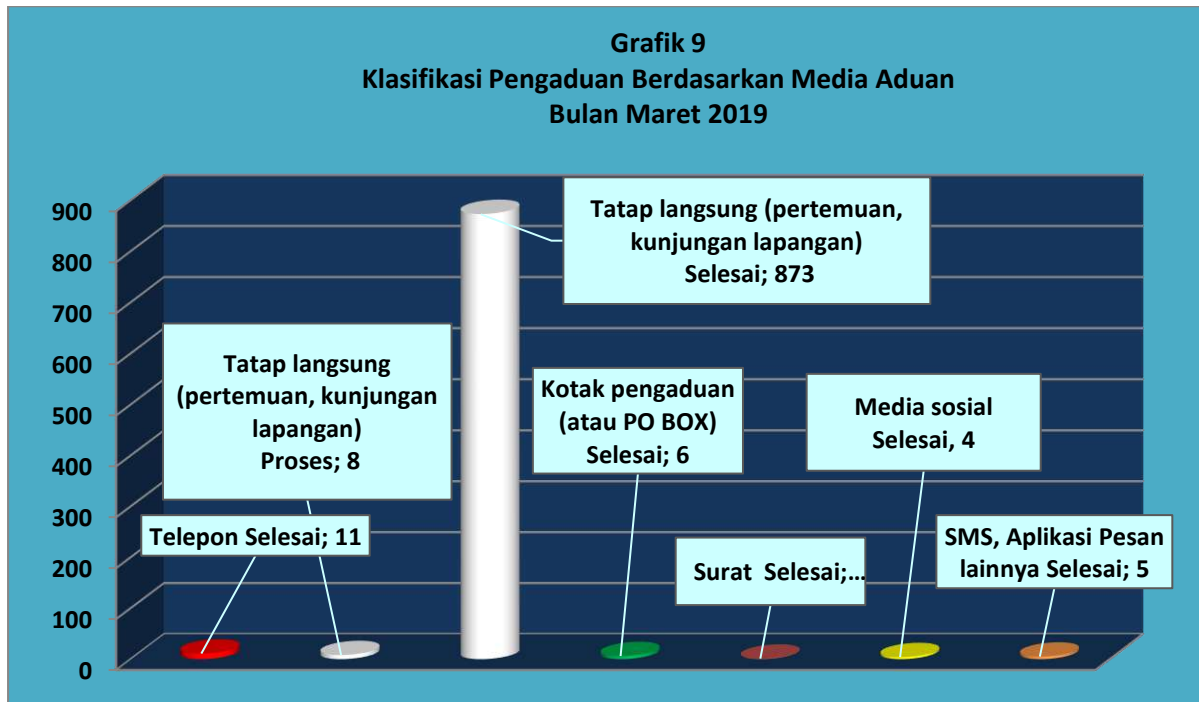 Grafik 9
Klasifikasi Pengaduan Berdasarkan Media Aduan
Bulan Maret 2019
900
800
700
600
500
400
300
200
100
0
Tatap langsung (pertemuan,
kunjungan lapangan)
Selesai; 873
Tatap langsung
(pertemuan, kunjungan
lapangan)
Proses; 8
Kotak pengaduan
(atau PO BOX)
Selesai; 6
Media sosial
Selesai, 4
Telepon Selesai; 11
Surat  Selesai;…
SMS, Aplikasi Pesan
lainnya Selesai; 5